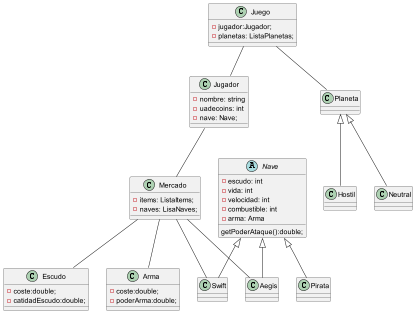 C Juego
jugador:Jugador;
planetas: ListaPlanetas;
C Jugador
nombre: string
uadecoins: int
nave: Nave;
C Planeta
C Mercado
items: ListaItems;
naves: LisaNaves;
A Nave
escudo: int
vida: int
velocidad: int
combustible: int
arma: Arma
getPoderAtaque():double;
C Hostil
C Neutral
C Escudo
coste:double;
catidadEscudo:double;
C Arma
coste:double;
poderArma:double;
C Swift
C Aegis
C Pirata